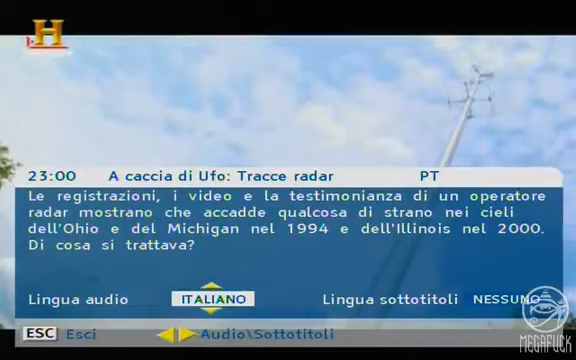 H
23:00 A caccia di Ufo: Tracce radar PT
Le registrazioni, i video e la testimonianza di un operatore
radar mostrano che accadde qualcosa di strano nei cieli
dell'Ohio e del Michigan nel 1994 e dell'Illinois nel 2000.
Di cosa si trattava?
Lingua audio ITALIANO Lingua sottotitoli NESSUNO
ESC Esci Audio\Sottotitoli
MEGAFUCK